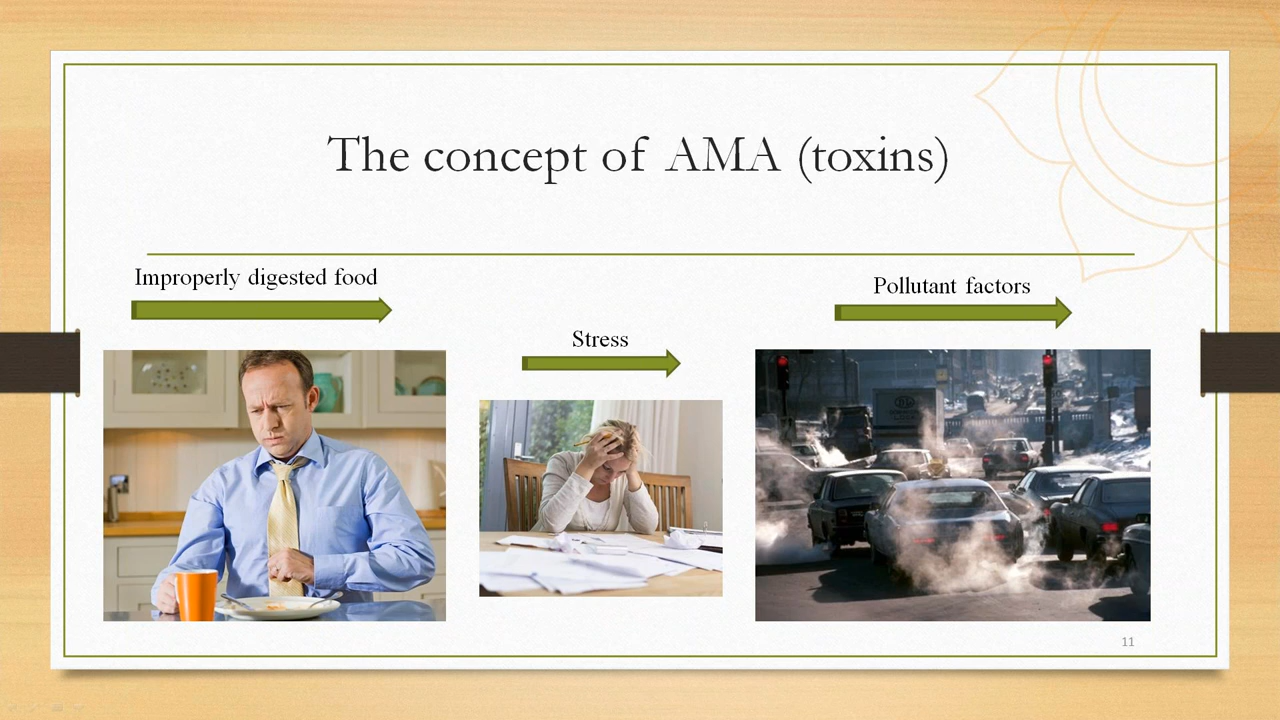 The concept of AMA (toxins)
Improperly digested food
Stress
Pollutant factors
11